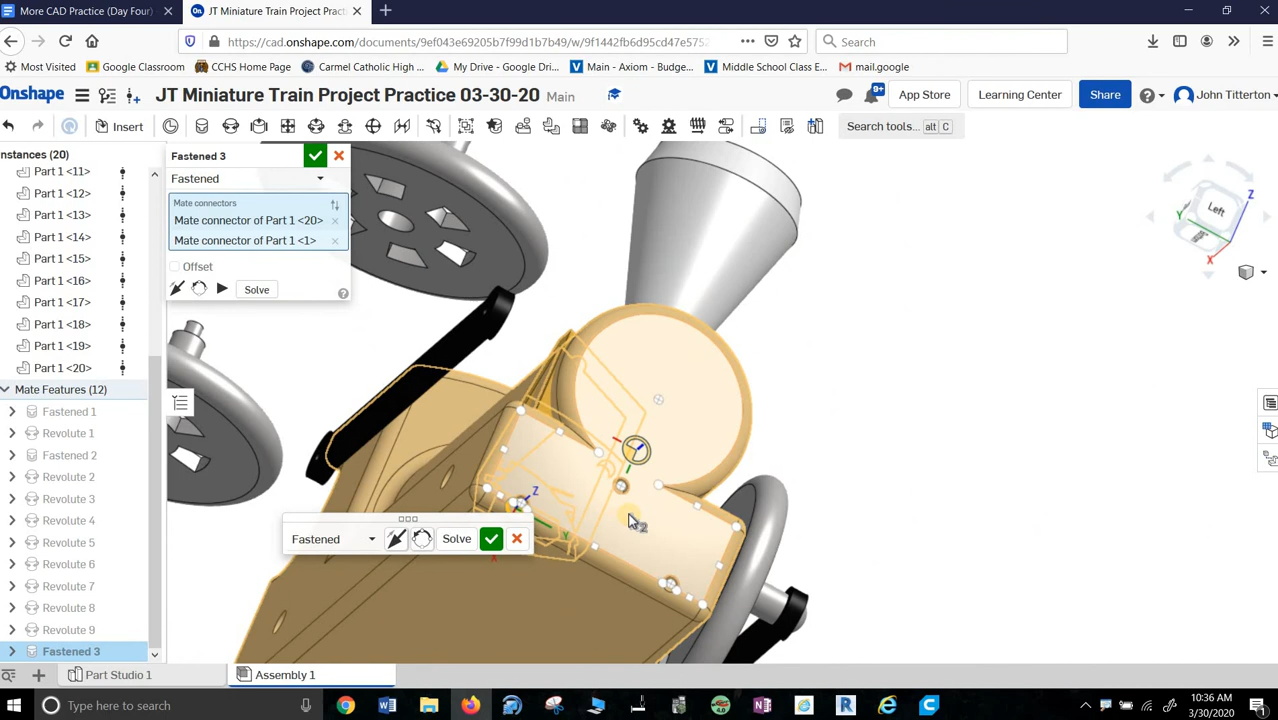 More CAD Practice (Day Four)
On JT Miniature Train Project Practi
https://cad.onshape.com/documents/9ef043e69205b7f99d1b7b49/w/9f1442fb6d95cd47e5752
Search
Most Visited
Google Classroom
CCHS Home Page
Carmel Catholic High ...
My Drive - Google Dri...
Main - Axiom - Budge...
Middle School Class E...
mail.google
Onshape
JT Miniature Train Project Practice 03-30-20
Main
9+
App Store
Learning Center
Share
John Titterton
Insert
Search tools...
alt C
nstances (20)
Part 1 <11>
Part 1 <12>
Part 1 <13>
Part 1 <14>
Part 1 <15>
Part 1 <16>
Part 1 <17>
Part 1 <18>
Part 1 <19>
Part 1 <20>
Mate Features (12)
Fastened 1
Revolute 1
Fastened 2
Revolute 2
Revolute 3
Revolute 4
Revolute 5
Revolute 6
Revolute 7
Revolute 8
Revolute 9
Fastened 3
Fastened 3
Fastened
Mate connectors
Mate connector of Part 1 <20>
Mate connector of Part 1 <1>
Offset
Solve
Left
Z
Y
X
Z
Y
X
2
Fastened
Solve
Part Studio 1
Assembly 1
Type here to search
10:36 AM
3/30/2020